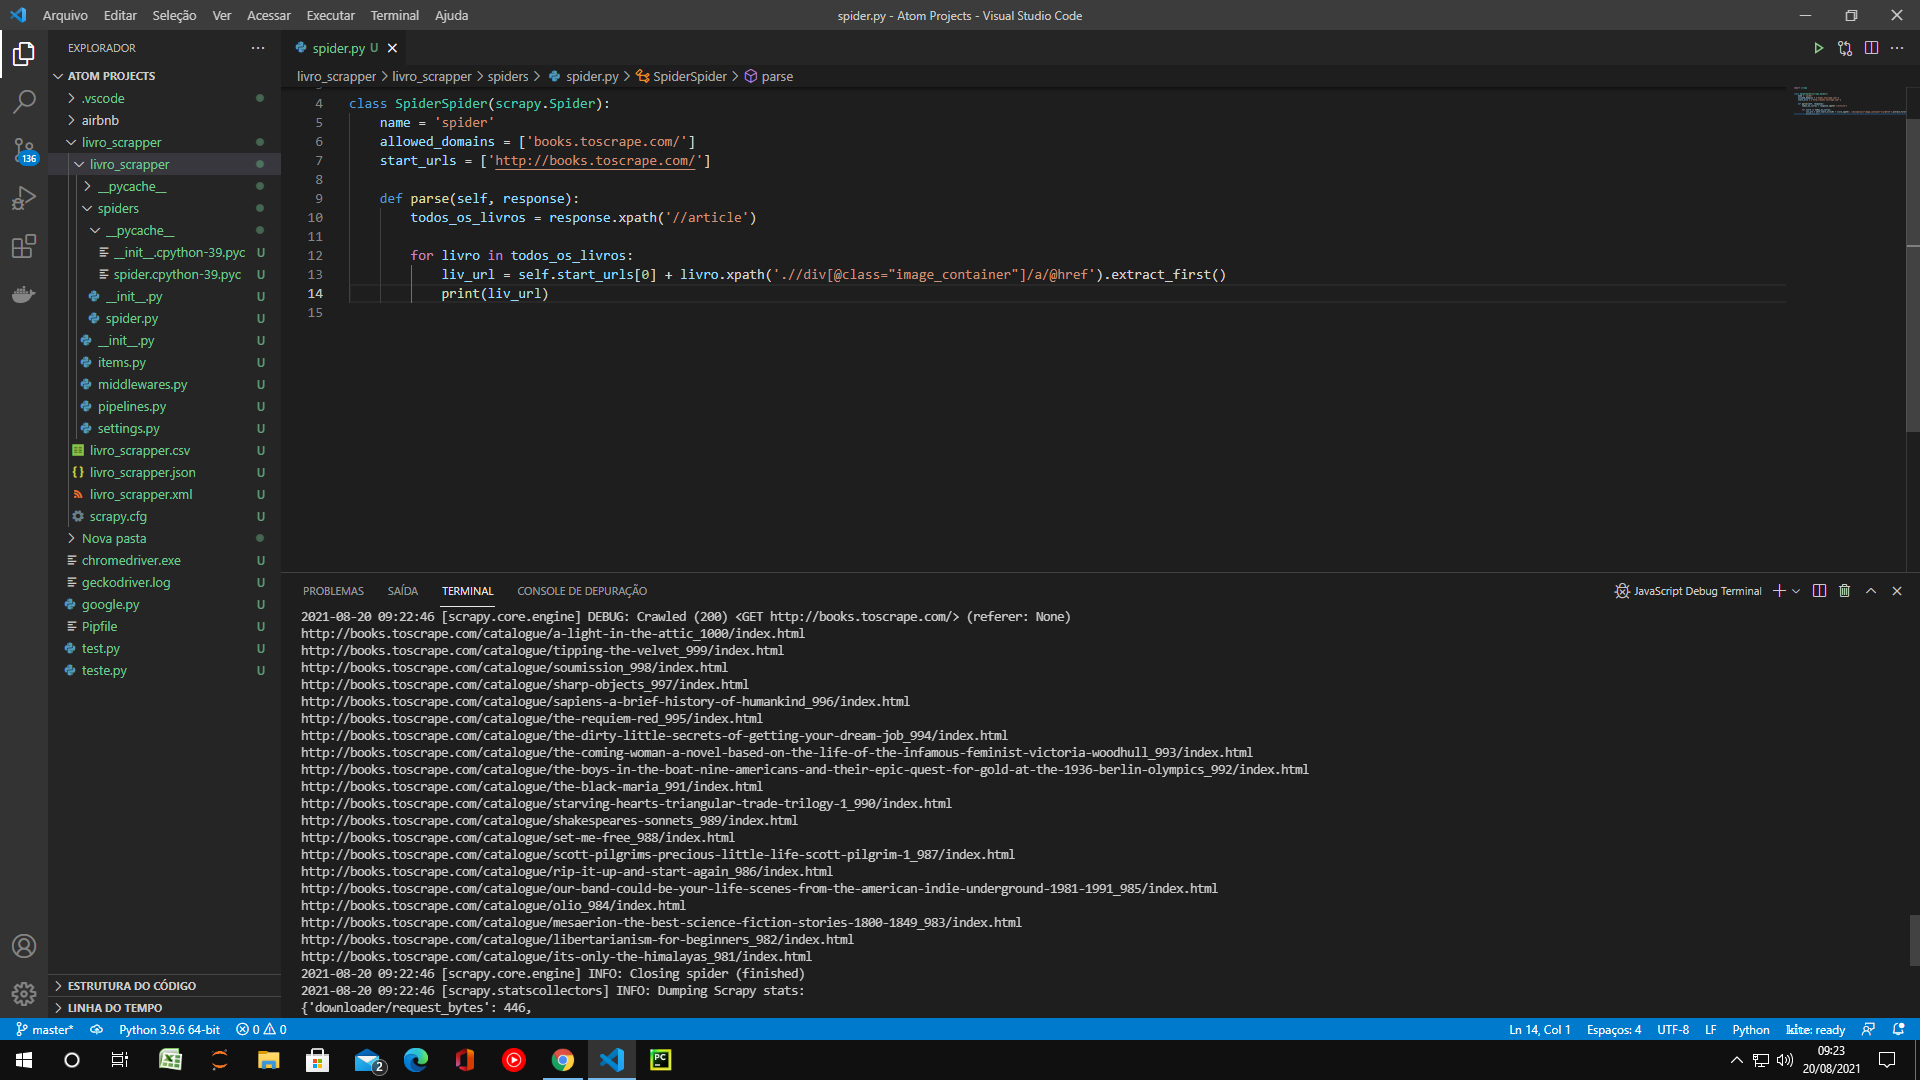 Arquivo Editar Seleção Ver Acessar Executar Terminal Ajuda
spider.py - Atom Projects - Visual Studio Code
EXPLORADOR
ATOM PROJECTS
.vscode
airbnb
livro_scrapper
livro_scrapper
__pycache__
spiders
__pycache__
__init__.cpython-39.pyc U
spider.cpython-39.pyc U
__init__.py U
spider.py U
__init__.py U
items.py U
middlewares.py U
pipelines.py U
settings.py U
livro_scrapper.csv U
livro_scrapper.json U
livro_scrapper.xml U
scrapy.cfg U
Nova pasta
chromedriver.exe U
geckodriver.log U
google.py U
Pipfile U
test.py U
teste.py U
ESTRUTURA DO CÓDIGO
LINHA DO TEMPO
136
spider.py U
livro_scrapper > livro_scrapper > spiders > spider.py > SpiderSpider > parse
4 class SpiderSpider(scrapy.Spider):
5     name = 'spider'
6     allowed_domains = ['books.toscrape.com/']
7     start_urls = ['http://books.toscrape.com/']
8
9     def parse(self, response):
10         todos_os_livros = response.xpath('//article')
11
12         for livro in todos_os_livros:
13             liv_url = self.start_urls[0] + livro.xpath('.//div[@class="image_container"]/a/@href').extract_first()
14             print(liv_url)
15
PROBLEMAS SAÍDA TERMINAL CONSOLE DE DEPURAÇÃO
JavaScript Debug Terminal
2021-08-20 09:22:46 [scrapy.core.engine] DEBUG: Crawled (200) <GET http://books.toscrape.com/> (referer: None)
http://books.toscrape.com/catalogue/a-light-in-the-attic_1000/index.html
http://books.toscrape.com/catalogue/tipping-the-velvet_999/index.html
http://books.toscrape.com/catalogue/soumission_998/index.html
http://books.toscrape.com/catalogue/sharp-objects_997/index.html
http://books.toscrape.com/catalogue/sapiens-a-brief-history-of-humankind_996/index.html
http://books.toscrape.com/catalogue/the-requiem-red_995/index.html
http://books.toscrape.com/catalogue/the-dirty-little-secrets-of-getting-your-dream-job_994/index.html
http://books.toscrape.com/catalogue/the-coming-woman-a-novel-based-on-the-life-of-the-infamous-feminist-victoria-woodhull_993/index.html
http://books.toscrape.com/catalogue/the-boys-in-the-boat-nine-americans-and-their-epic-quest-for-gold-at-the-1936-berlin-olympics_992/index.html
http://books.toscrape.com/catalogue/the-black-maria_991/index.html
http://books.toscrape.com/catalogue/starving-hearts-triangular-trade-trilogy-1_990/index.html
http://books.toscrape.com/catalogue/shakespeares-sonnets_989/index.html
http://books.toscrape.com/catalogue/set-me-free_988/index.html
http://books.toscrape.com/catalogue/scott-pilgrims-precious-little-life-scott-pilgrim-1_987/index.html
http://books.toscrape.com/catalogue/rip-it-up-and-start-again_986/index.html
http://books.toscrape.com/catalogue/our-band-could-be-your-life-scenes-from-the-american-indie-underground-1981-1991_985/index.html
http://books.toscrape.com/catalogue/olio_984/index.html
http://books.toscrape.com/catalogue/mesaerion-the-best-science-fiction-stories-1800-1849_983/index.html
http://books.toscrape.com/catalogue/libertarianism-for-beginners_982/index.html
http://books.toscrape.com/catalogue/its-only-the-himalayas_981/index.html
2021-08-20 09:22:46 [scrapy.core.engine] INFO: Closing spider (finished)
2021-08-20 09:22:46 [scrapy.statscollectors] INFO: Dumping Scrapy stats:
{'downloader/request_bytes': 446,
master* Python 3.9.6 64-bit 0 0
Ln 14, Col 1 Espaços: 4 UTF-8 LF Python kite: ready
2
PC
09:23
20/08/2021